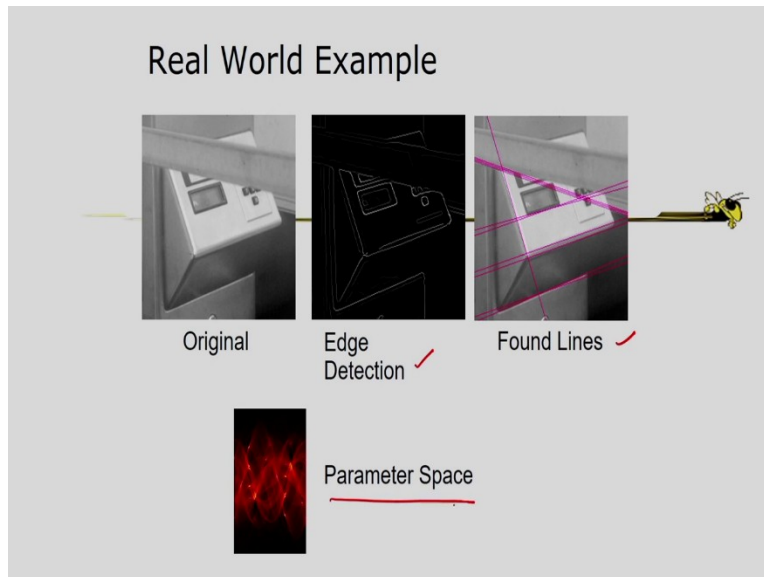 Real World Example
Original
Edge
Detection
Found Lines
Parameter Space